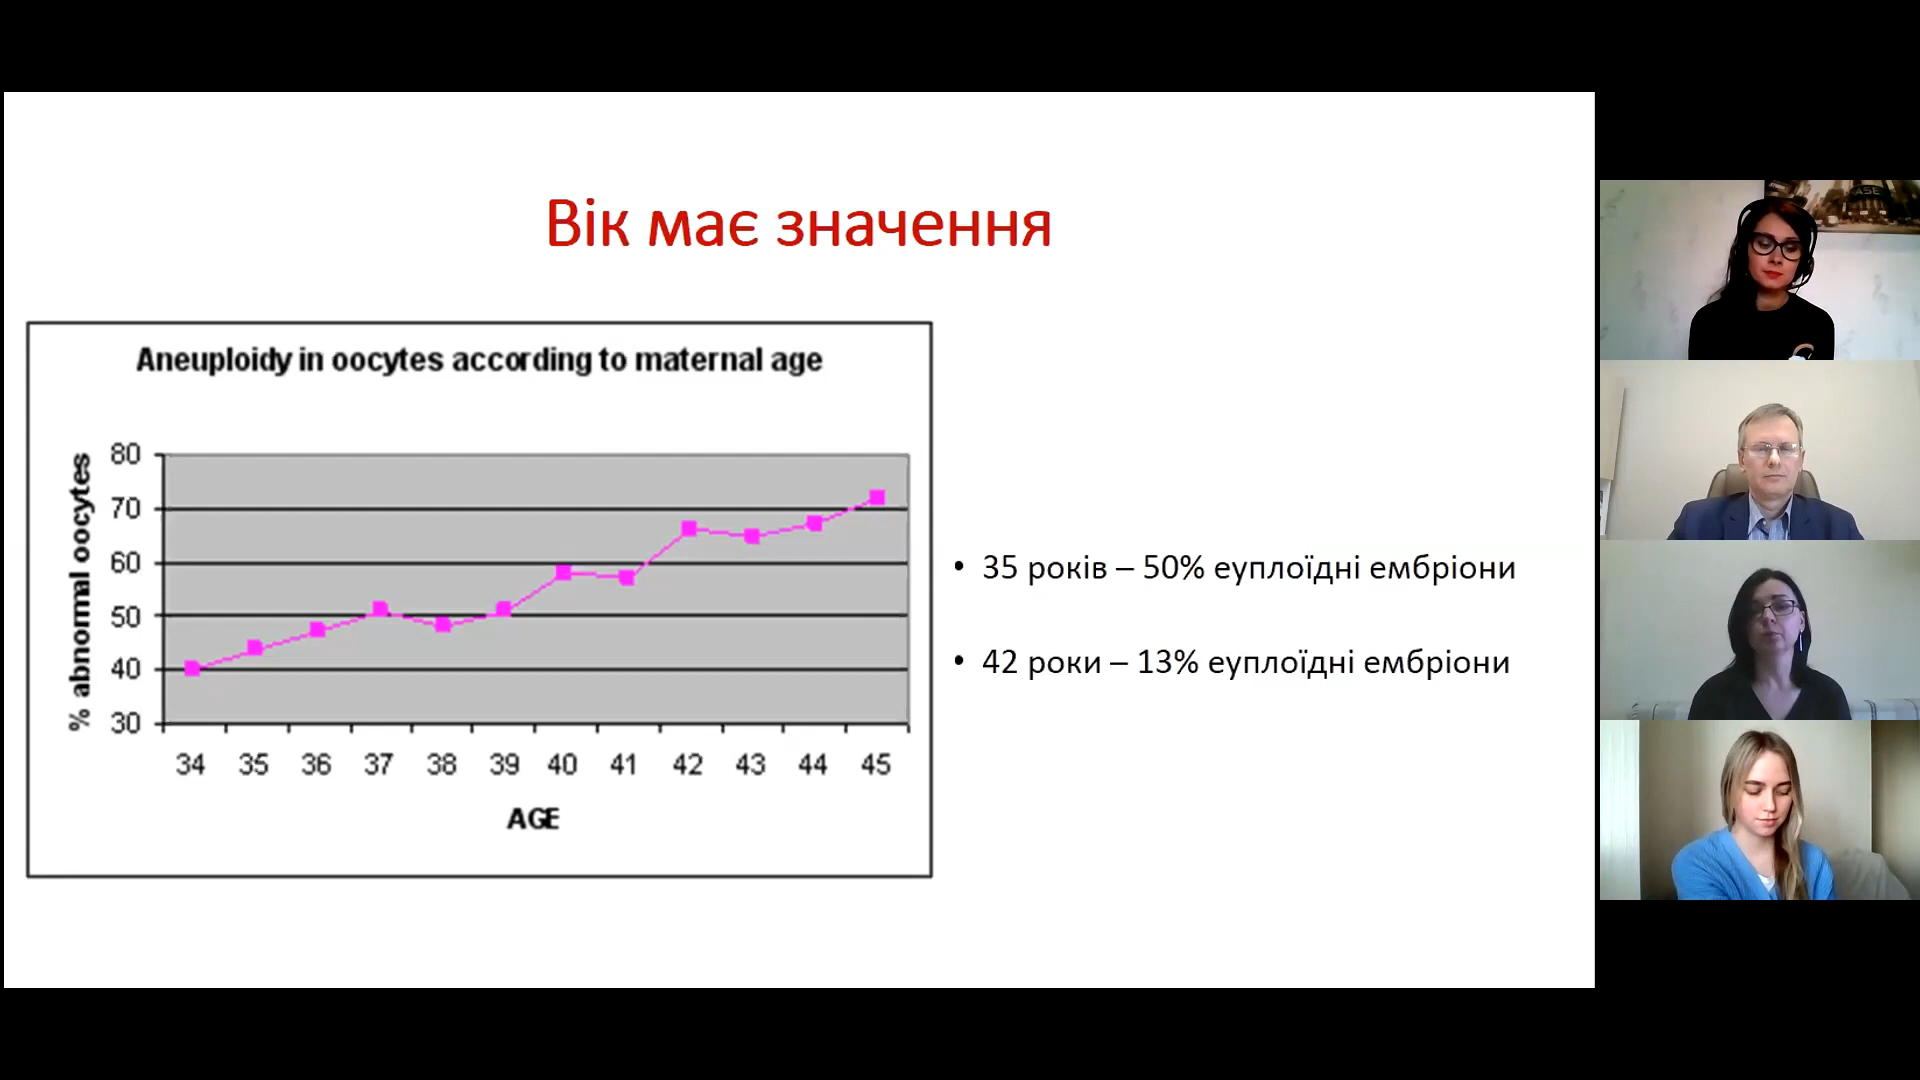 Вік має значення
Aneuploidy in oocytes according to maternal age
% abnormal oocytes
80
70
60
50
40
30
34 35 36 37 38 39 40 41 42 43 44 45
AGE
• 35 років – 50% еуплоїдні ембріони
• 42 роки – 13% еуплоїдні ембріони